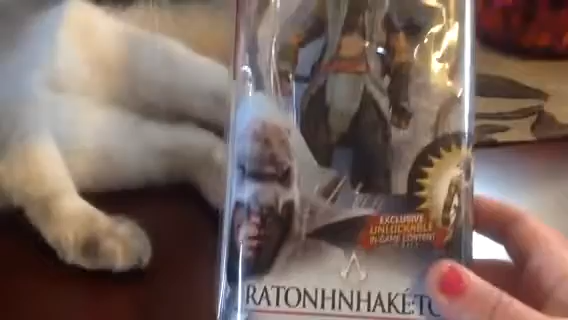 EXCLUSIVE
UNLOCKABLE
IN-GAME CONTENT
RATONHNHAKÉ:TO